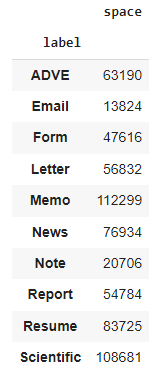 space
label
ADVE 63190
Email 13824
Form 47616
Letter 56832
Memo 112299
News 76934
Note 20706
Report 54784
Resume 83725
Scientific 108681